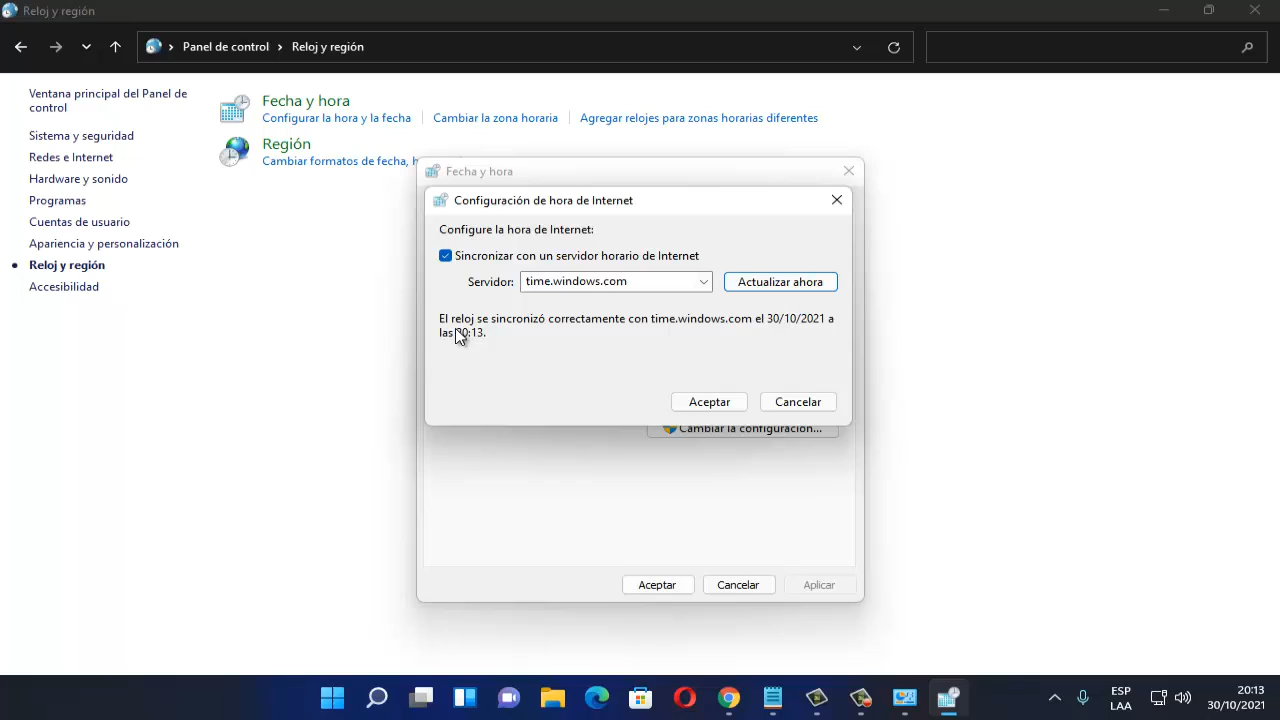 Reloj y región
Panel de control
Reloj y región
Ventana principal del Panel de
control
Sistema y seguridad
Redes e Internet
Hardware y sonido
Programas
Cuentas de usuario
Apariencia y personalización
Reloj y región
Accesibilidad
Fecha y hora
Configurar la hora y la fecha
Cambiar la zona horaria
Agregar relojes para zonas horarias diferentes
Región
Cambiar formatos de fecha,
Fecha y hora
Configuración de hora de Internet
Configure la hora de Internet:
Sincronizar con un servidor horario de Internet
Servidor:
time.windows.com
Actualizar ahora
El reloj se sincronizó correctamente con time.windows.com el 30/10/2021 a
las 20:13.
Aceptar
Cancelar
Cambiar la configuración...
Aceptar
Cancelar
Aplicar
ESP
LAA
20:13
30/10/2021